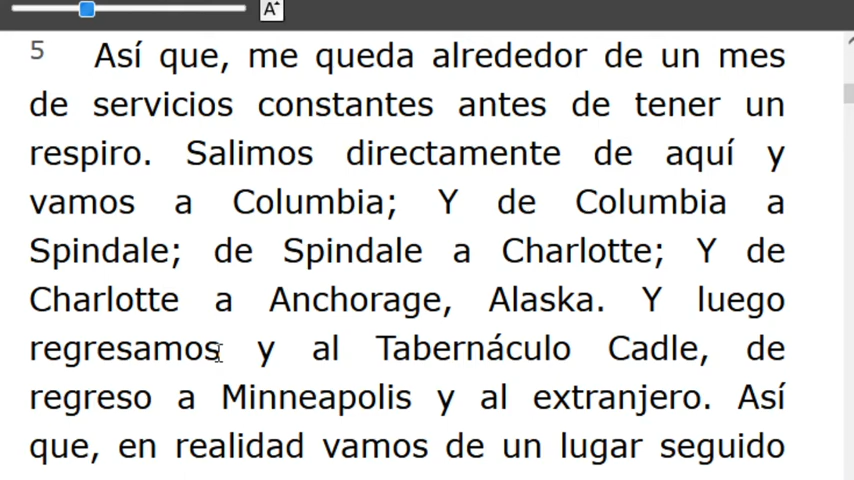 A
5 Así que, me queda alrededor de un mes
de servicios constantes antes de tener un
respiro. Salimos directamente de aquí y
vamos a Columbia; Y de Columbia a
Spindale; de Spindale a Charlotte; Y de
Charlotte a Anchorage, Alaska. Y luego
regresamos y al Tabernáculo Cadle, de
regreso a Minneapolis y al extranjero. Así
que, en realidad vamos de un lugar seguido